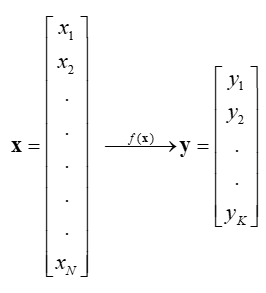 x = [ x₁ x₂ . . . . . x_N ] —f(x)→ y = [ y₁ y₂ . . y_K ]